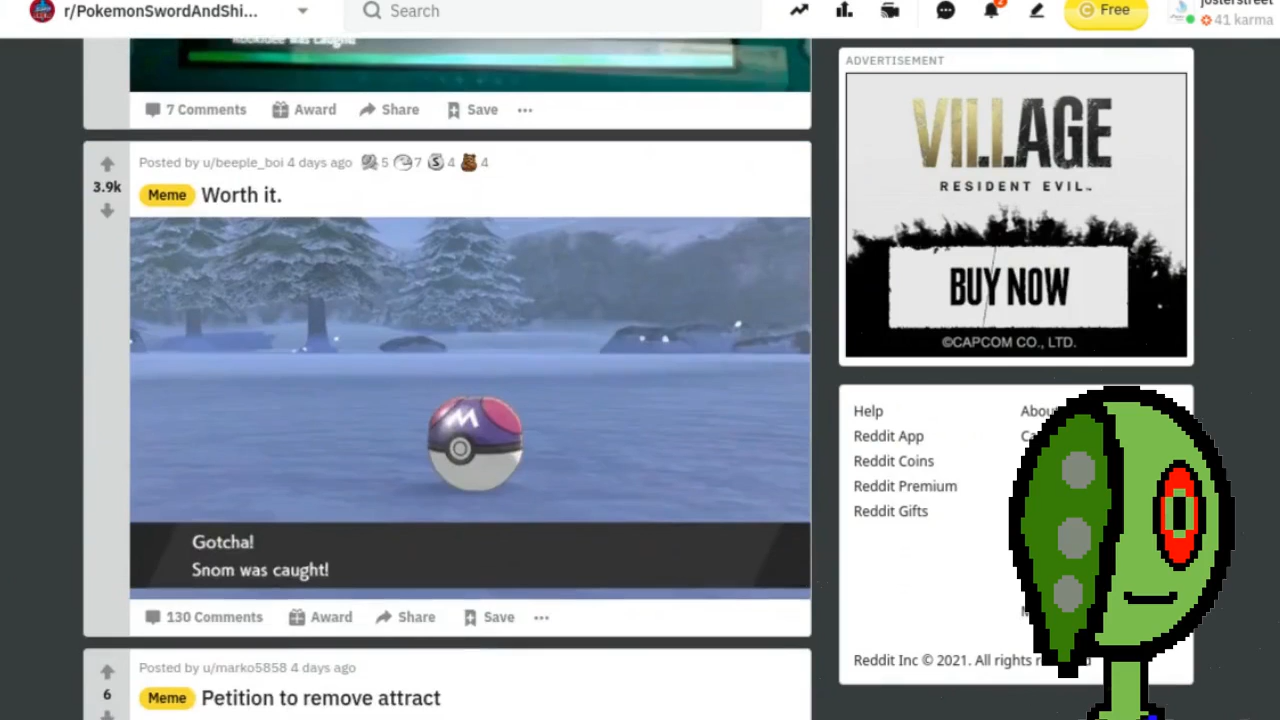 r/PokemonSwordAndShi...
Search
2
Free
41 karma
7 Comments
Award
Share
Save
Posted by u/beeple_boi 4 days ago
5
7
S
4
4
3.9k
Meme
Worth it.
M
Gotcha!
Snom was caught!
130 Comments
Award
Share
Save
Posted by u/marko5858 4 days ago
6
Meme
Petition to remove attract
ADVERTISEMENT
VILLAGE
RESIDENT EVIL
BUY NOW
©CAPCOM CO., LTD.
Help
Reddit App
Reddit Coins
Reddit Premium
Reddit Gifts
Abou
Ca
Reddit Inc © 2021. All rights r